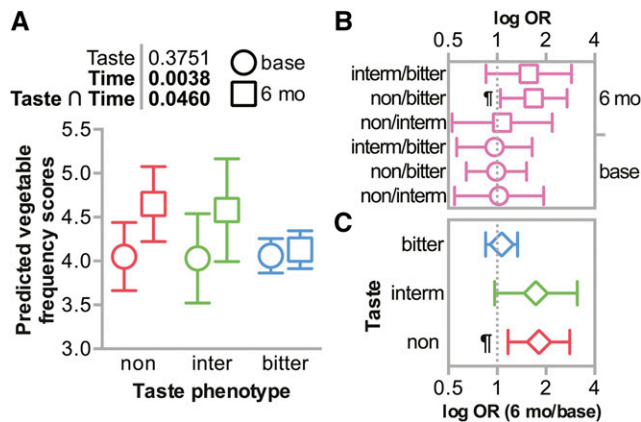 A
Taste 0.3751
Time 0.0038
Taste ∩ Time 0.0460
base
6 mo
Predicted vegetable
frequency scores
5.5
5.0
4.5
4.0
3.5
3.0
non inter bitter
Taste phenotype
B
log OR
0.5 1 2 4
interm/bitter
non/bitter ¶
non/interm
6 mo
interm/bitter
non/bitter
non/interm
base
C
Taste
bitter
interm
non ¶
0.5 1 2 4
log OR (6 mo/base)